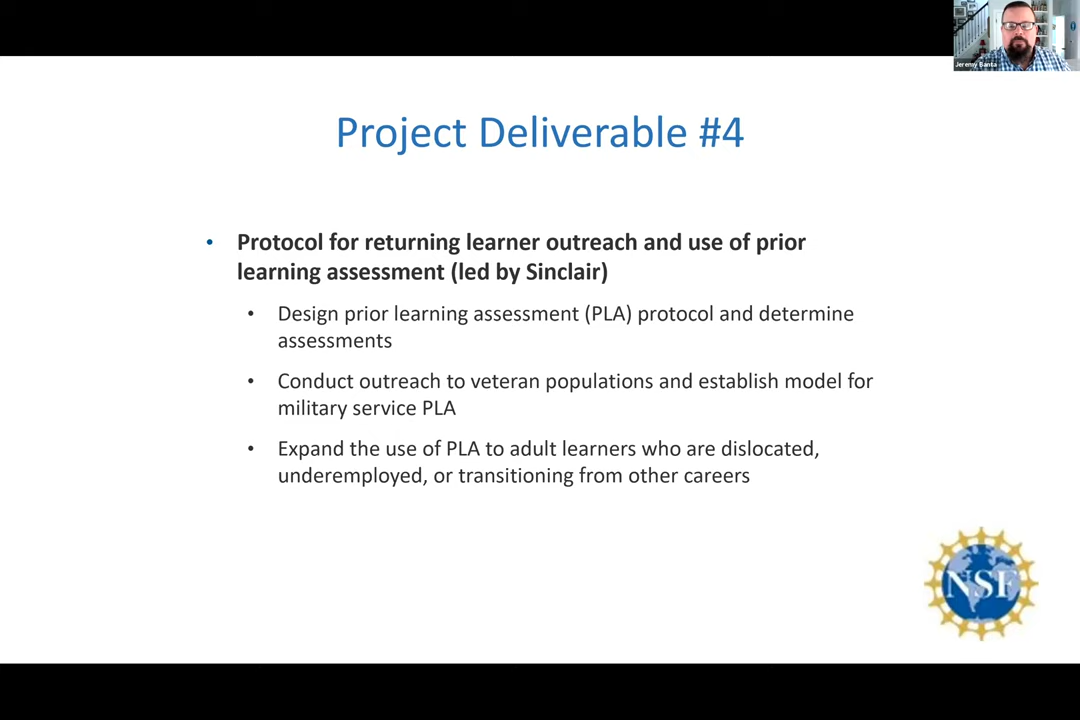 Jeremy Banta
Project Deliverable #4
• Protocol for returning learner outreach and use of prior
learning assessment (led by Sinclair)
• Design prior learning assessment (PLA) protocol and determine
assessments
• Conduct outreach to veteran populations and establish model for
military service PLA
• Expand the use of PLA to adult learners who are dislocated,
underemployed, or transitioning from other careers
NSF